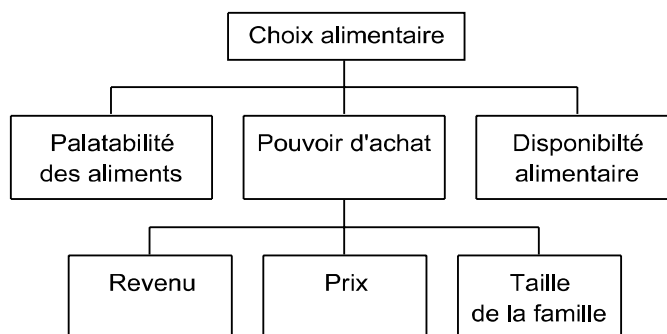 Choix alimentaire
Palatabilité
des aliments
Pouvoir d'achat
Disponibilté
alimentaire
Revenu
Prix
Taille
de la famille